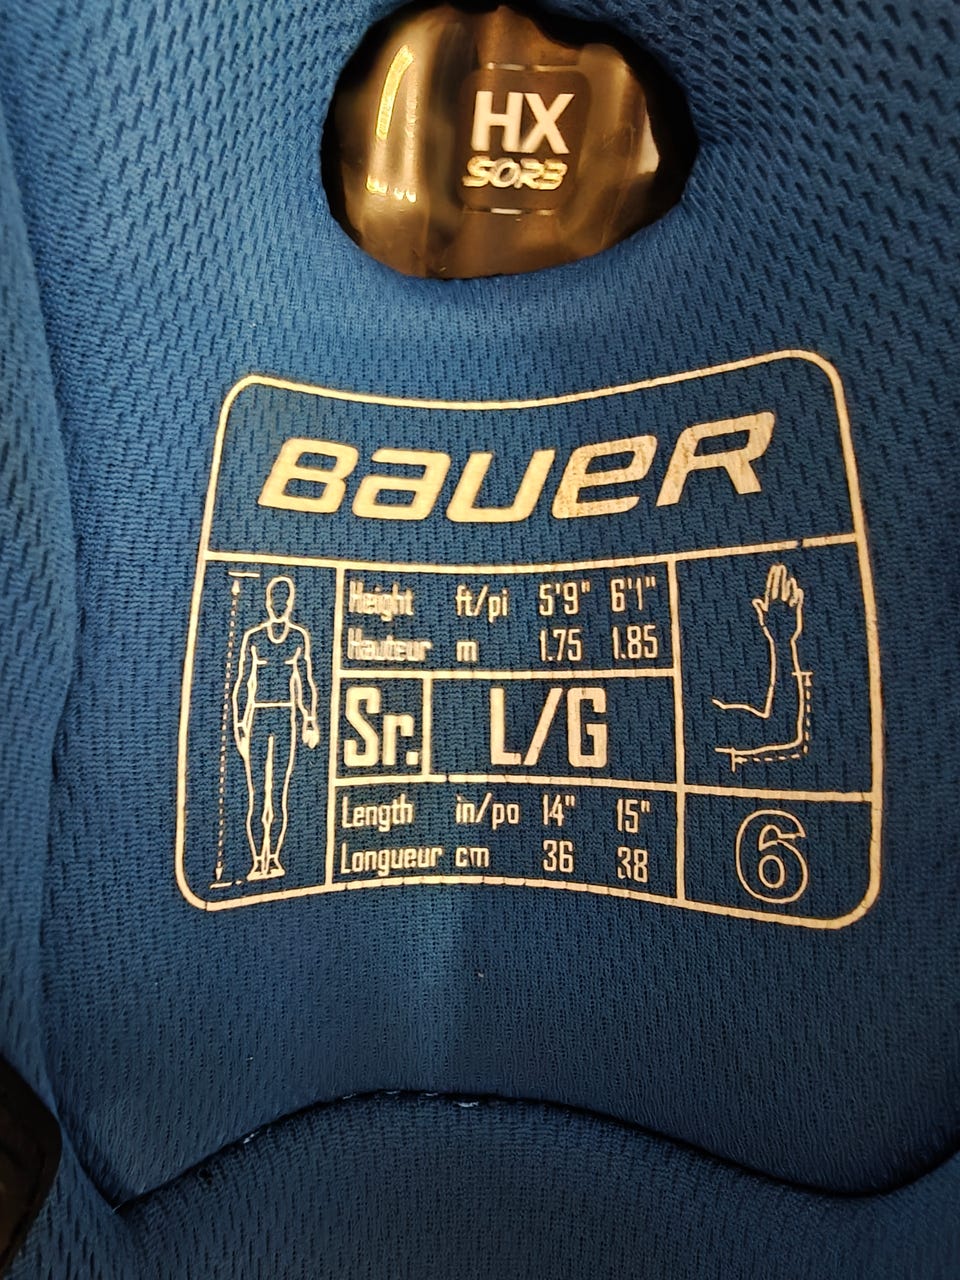 HX
SORB
BAUER
Height ft/pi 5'9" 6'1"
Hauteur m 1.75 1.85
Sr. L/G
Length in/po 14" 15"
Longueur cm 36 38
6